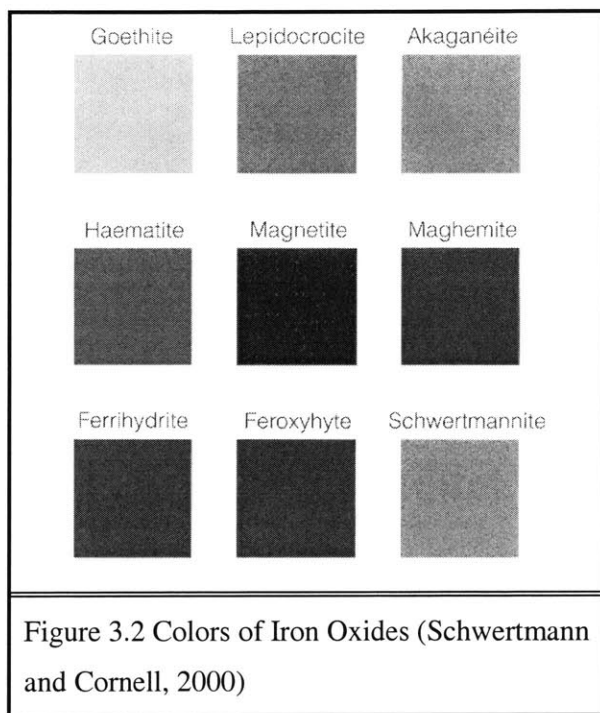 Goethite Lepidocrocite Akaganéite
Haematite Magnetite Maghemite
Ferrihydrite Feroxyhyte Schwertmannite
Figure 3.2 Colors of Iron Oxides (Schwertmann
and Cornell, 2000)